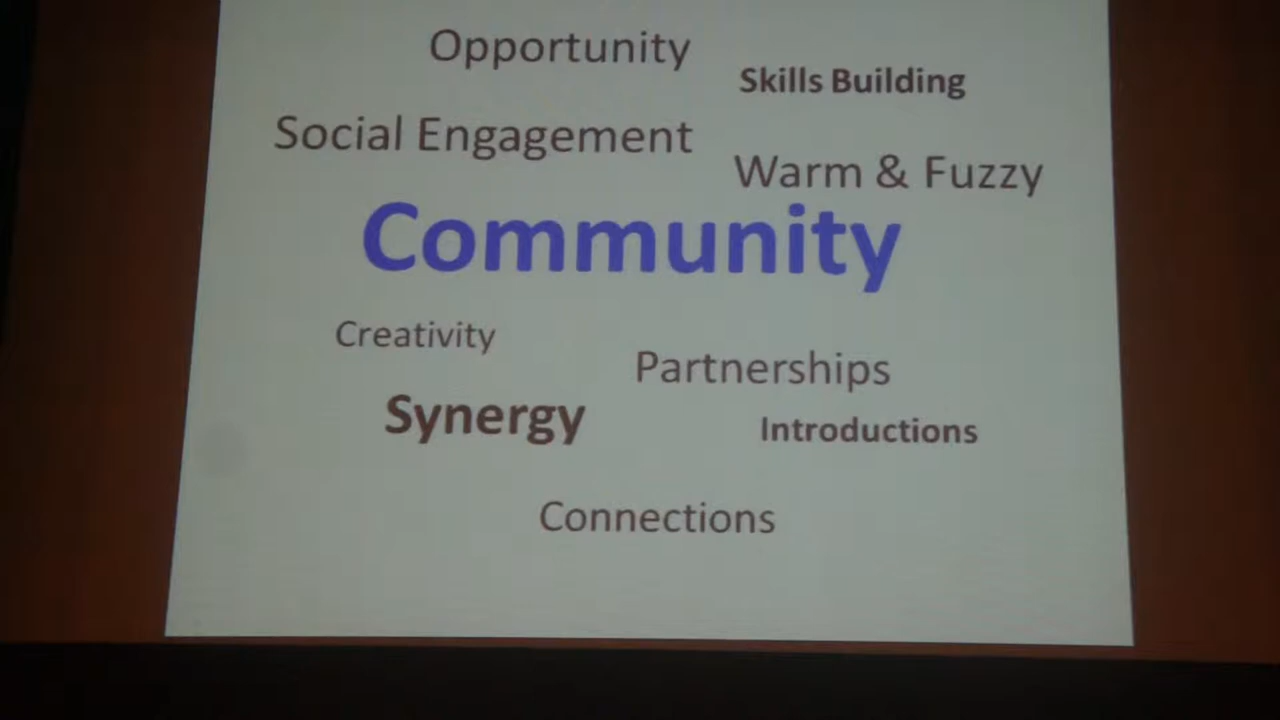 Opportunity
Skills Building
Social Engagement
Warm & Fuzzy
Community
Creativity
Partnerships
Synergy
Introductions
Connections